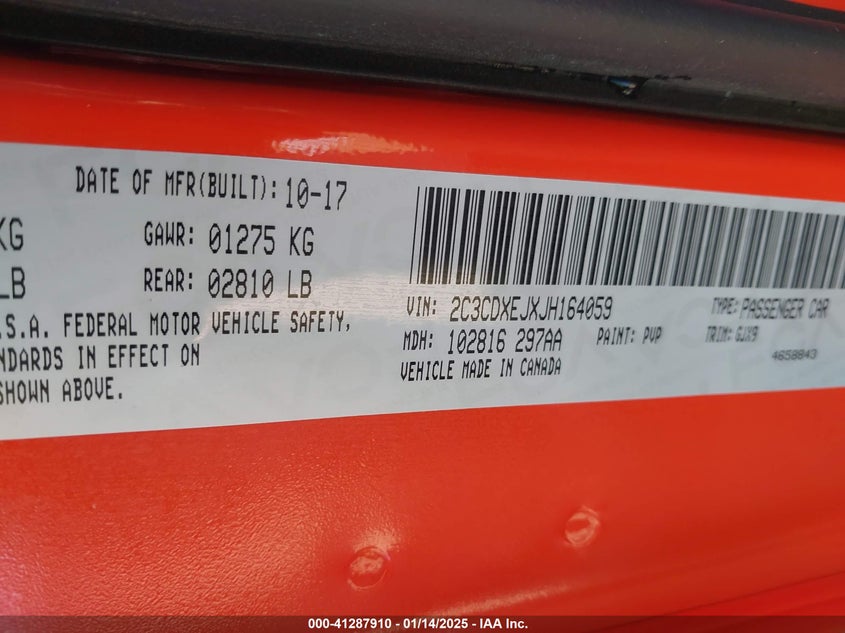 DATE OF MFR(BUILT): 10-17
KG GAWR: 01275 KG
LB REAR: 02810 LB
.S.A. FEDERAL MOTOR VEHICLE SAFETY,
NDARDS IN EFFECT ON
SHOWN ABOVE.
VIN: 2C3CDXEJXJH164059 TYPE: PASSENGER CAR
MDH: 102816 297AA PAINT: PVP TRIM: GJX9
VEHICLE MADE IN CANADA 4658843
000-41287910 - 01/14/2025 - IAA Inc.